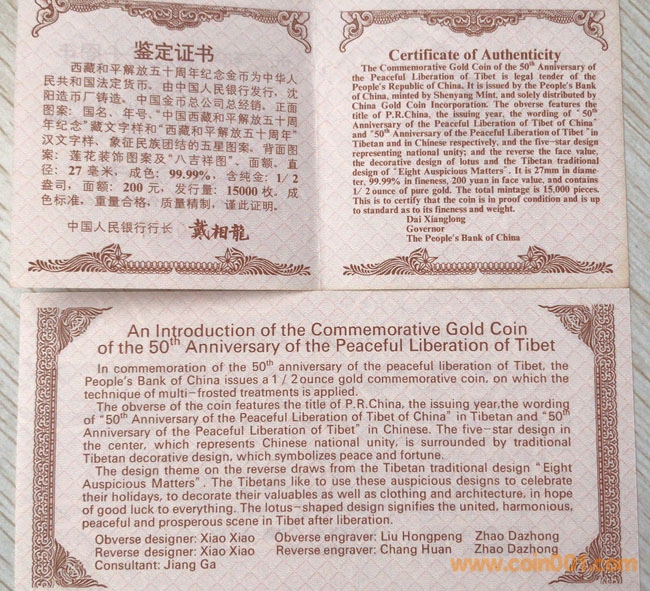 鉴定证书
西藏和平解放五十周年纪念金币为中华人
民共和国法定货币。由中国人民银行发行，沈
阳造币厂铸造。中国金币总公司总经销。正面
图案：国名、年号、“中国西藏和平解放五十周
年纪念”藏文字样和“西藏和平解放五十周年”
汉文字样、象征民族团结的五星图案，背面图
案：莲花装饰图案及“八吉祥图”、面额。直
径：27毫米，成色：99.99%，含纯金：1/2
盎司，面额：200元，发行量：15000枚。成
色标准，重量合格，质量精制，谨此证明。
中国人民银行行长 戴相龍
Certificate of Authenticity
The Commemorative Gold Coin of the 50th Anniversary of
the Peaceful Liberation of Tibet is legal tender of the
People's Republic of China. It is issued by the People's Bank
of China, minted by Shenyang Mint, and solely distributed by
China Gold Coin Incorporation. The obverse features the
title of P.R.China, the issuing year, the wording of "50th
Anniversary of the Peaceful Liberation of Tibet of China"
and "50th Anniversary of the Peaceful Liberation of Tibet" in
Tibetan and in Chinese respectively, and the five-star design
representing national unity; and the reverse the face value,
the decorative design of lotus and the Tibetan traditional
design of "Eight Auspicious Matters". It is 27mm in diame-
ter, 99.99% in fineness, 200 yuan in face value, and contains
1/2 ounce of pure gold. The total mintage is 15,000 pieces.
This is to certify that the coin is in proof condition and is up
to standard as to its fineness and weight.
Dai Xianglong
Governor
The People's Bank of China
An Introduction of the Commemorative Gold Coin
of the 50th Anniversary of the Peaceful Liberation of Tibet
In commemoration of the 50th anniversary of the peaceful liberation of Tibet, the
People's Bank of China issues a 1/2 ounce gold commemorative coin, on which the
technique of multi-frosted treatments is applied.
The obverse of the coin features the title of P.R.China, the issuing year,the wording
of "50th Anniversary of the Peaceful Liberation of Tibet of China" in Tibetan and "50th
Anniversary of the Peaceful Liberation of Tibet" in Chinese. The five-star design in
the center, which represents Chinese national unity, is surrounded by traditional
Tibetan decorative design, which symbolizes peace and fortune.
The design theme on the reverse draws from the Tibetan traditional design "Eight
Auspicious Matters". The Tibetans like to use these auspicious designs to celebrate
their holidays, to decorate their valuables as well as clothing and architecture, in hope
of good luck to everything. The lotus-shaped design signifies the united, harmonious,
peaceful and prosperous scene in Tibet after liberation.
Obverse designer: Xiao Xiao Obverse engraver: Liu Hongpeng Zhao Dazhong
Reverse designer: Xiao Xiao Reverse engraver: Chang Huan Zhao Dazhong
Consultant: Jiang Ga
www.coin001.com